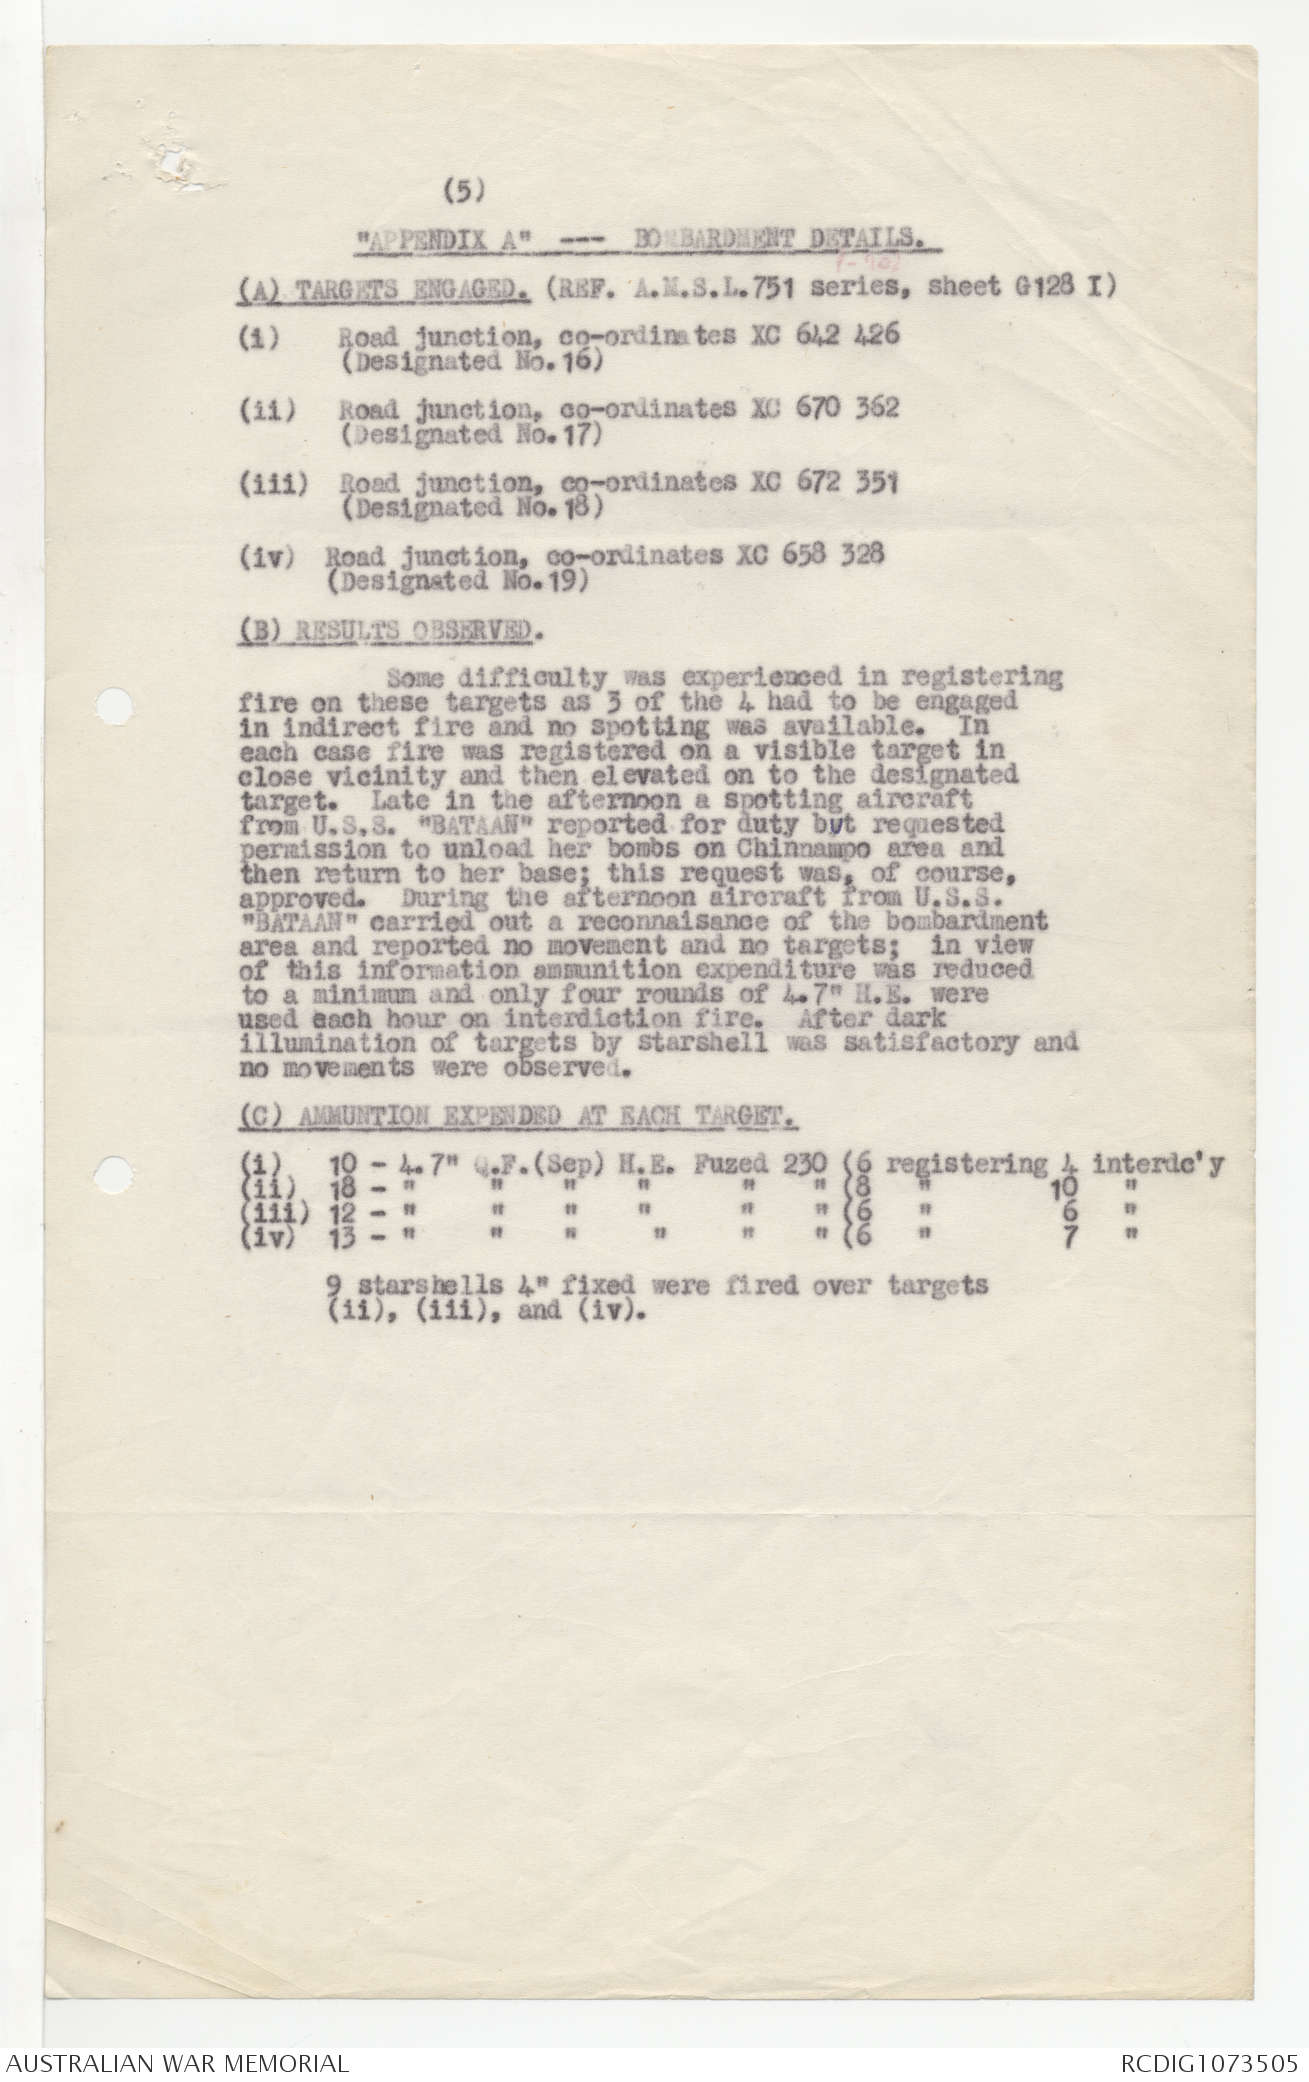 (5)
"APPENDIX A" --- BOMBARDMENT DETAILS.
(A) TARGETS ENGAGED. (REF. A.M.S.L.751 series, sheet G128 I)
(i) Road junction, co-ordinates XC 642 426
(Designated No.16)
(ii) Road junction, co-ordinates XC 670 362
(Designated No.17)
(iii) Road junction, co-ordinates XC 672 351
(Designated No.18)
(iv) Road junction, co-ordinates XC 658 328
(Designated No.19)
(B) RESULTS OBSERVED.
Some difficulty was experienced in registering
fire on these targets as 3 of the 4 had to be engaged
in indirect fire and no spotting was available. In
each case fire was registered on a visible target in
close vicinity and then elevated on to the designated
target. Late in the afternoon a spotting aircraft
from U.S.S. "BATAAN" reported for duty but requested
permission to unload her bombs on Chinnampo area and
then return to her base; this request was, of course,
approved. During the afternoon aircraft from U.S.S.
"BATAAN" carried out a reconnaisance of the bombardment
area and reported no movement and no targets; in view
of this information ammunition expenditure was reduced
to a minimum and only four rounds of 4.7" H.E. were
used each hour on interdiction fire. After dark
illumination of targets by starshell was satisfactory and
no movements were observed.
(C) AMMUNTION EXPENDED AT EACH TARGET.
(i) 10 - 4.7" Q.F.(Sep) H.E. Fuzed 230 (6 registering 4 interdc'y
(ii) 18 - " " " " " " (8 " 10 "
(iii) 12 - " " " " " " (6 " 6 "
(iv) 13 - " " " " " " (6 " 7 "
9 starshells 4" fixed were fired over targets
(ii), (iii), and (iv).
AUSTRALIAN WAR MEMORIAL
RCDIG1073505